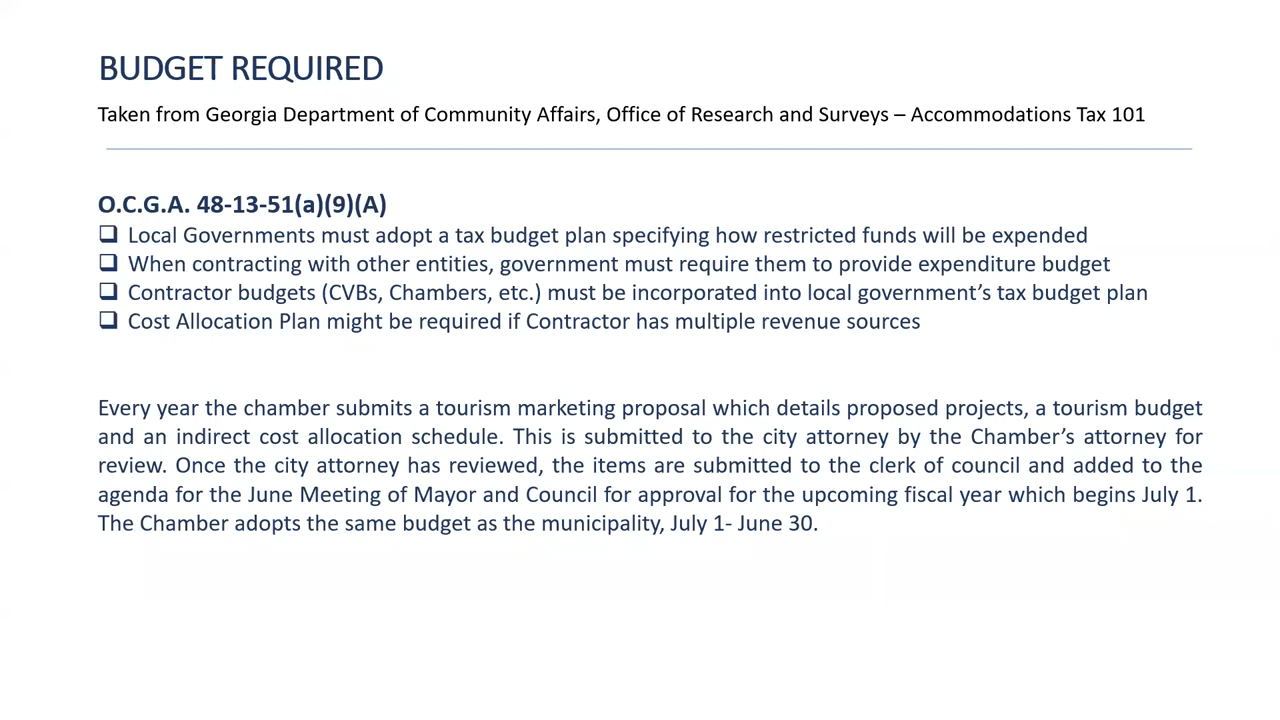 BUDGET REQUIRED
Taken from Georgia Department of Community Affairs, Office of Research and Surveys – Accommodations Tax 101
O.C.G.A. 48-13-51(a)(9)(A)
❑ Local Governments must adopt a tax budget plan specifying how restricted funds will be expended
❑ When contracting with other entities, government must require them to provide expenditure budget
❑ Contractor budgets (CVBs, Chambers, etc.) must be incorporated into local government’s tax budget plan
❑ Cost Allocation Plan might be required if Contractor has multiple revenue sources
Every year the chamber submits a tourism marketing proposal which details proposed projects, a tourism budget
and an indirect cost allocation schedule. This is submitted to the city attorney by the Chamber’s attorney for
review. Once the city attorney has reviewed, the items are submitted to the clerk of council and added to the
agenda for the June Meeting of Mayor and Council for approval for the upcoming fiscal year which begins July 1.
The Chamber adopts the same budget as the municipality, July 1- June 30.